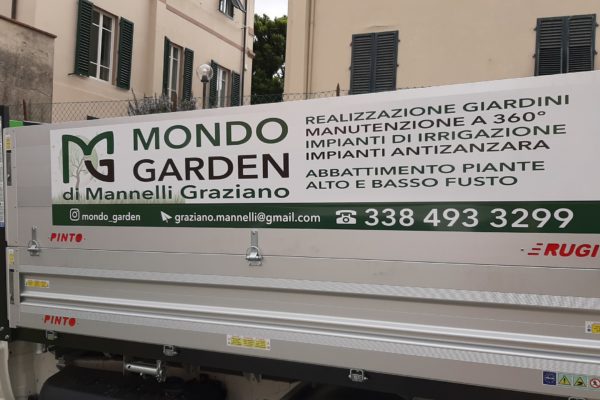 MG MONDO
GARDEN
di Mannelli Graziano
REALIZZAZIONE GIARDINI
MANUTENZIONE A 360°
IMPIANTI DI IRRIGAZIONE
IMPIANTI ANTIZANZARA
ABBATTIMENTO PIANTE
ALTO E BASSO FUSTO
mondo_garden graziano.mannelli@gmail.com 338 493 3299
PINTO
RUGI
PINTO